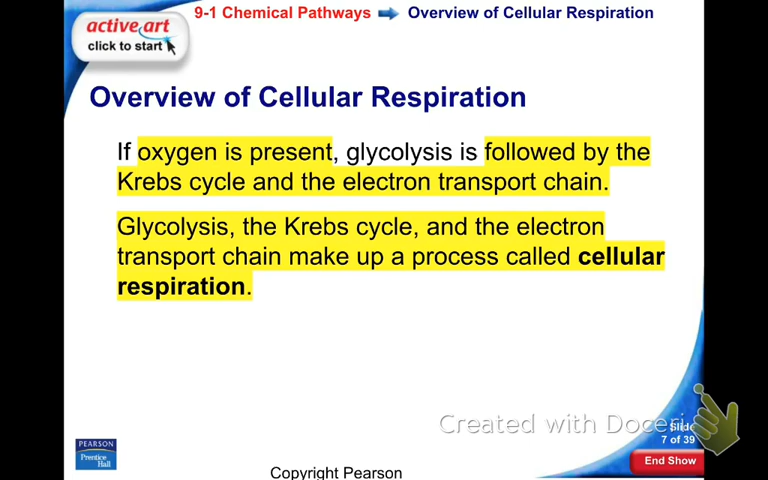 active art
click to start
9-1 Chemical Pathways Overview of Cellular Respiration
Overview of Cellular Respiration
If oxygen is present, glycolysis is followed by the
Krebs cycle and the electron transport chain.
Glycolysis, the Krebs cycle, and the electron
transport chain make up a process called cellular
respiration.
Created with Doceri
Slide
7 of 39
End Show
PEARSON
Prentice
Hall
Copyright Pearson